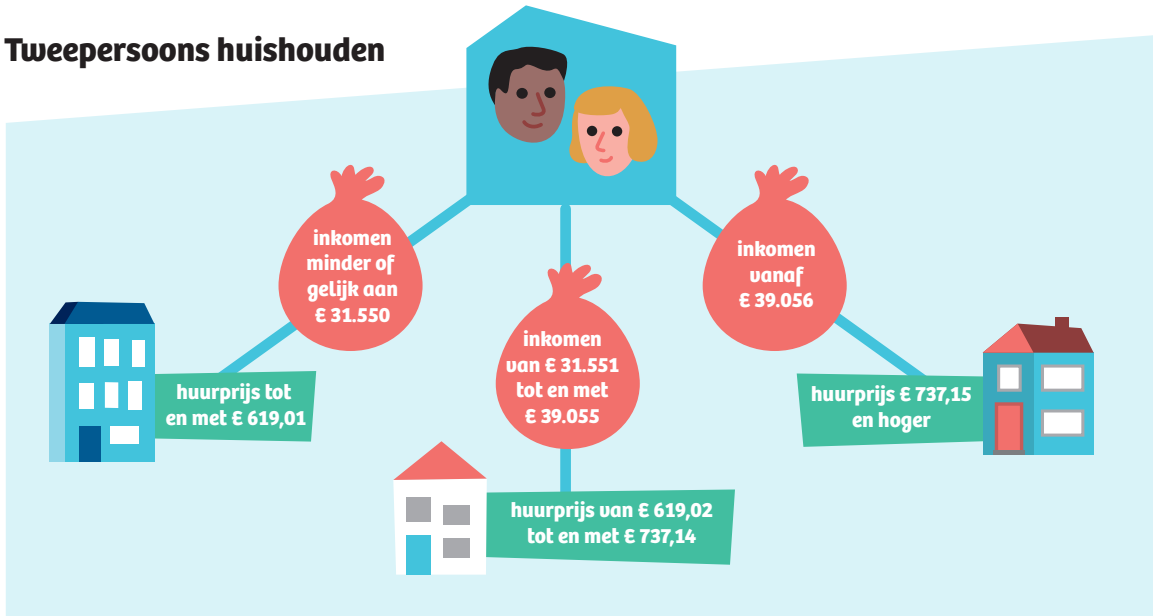 Tweepersoons huishouden
inkomen
minder of
gelijk aan
€ 31.550
inkomen
van € 31.551
tot en met
€ 39.055
inkomen
vanaf
€ 39.056
huurprijs tot
en met € 619,01
huurprijs van € 619,02
tot en met € 737,14
huurprijs € 737,15
en hoger